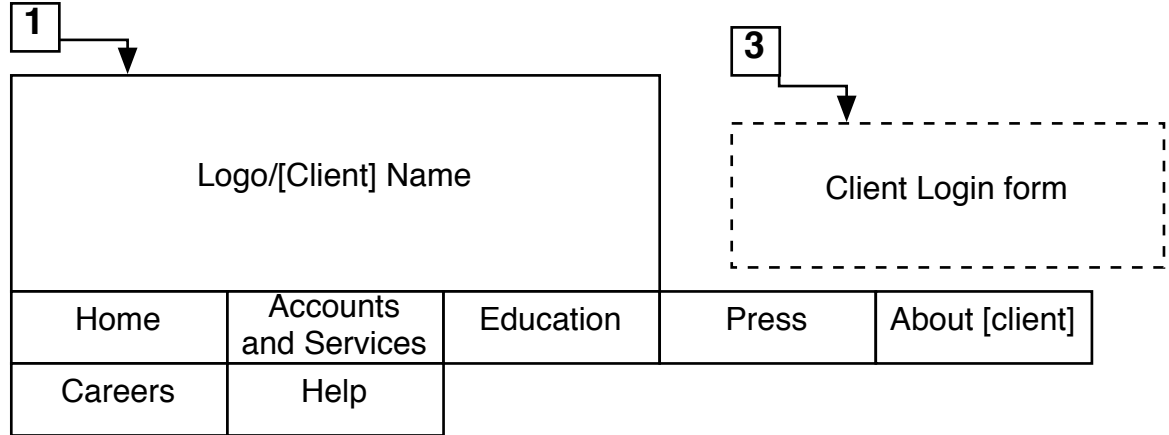 1
3
Logo/[Client] Name
Client Login form
Home
Accounts
and Services
Education
Press
About [client]
Careers
Help